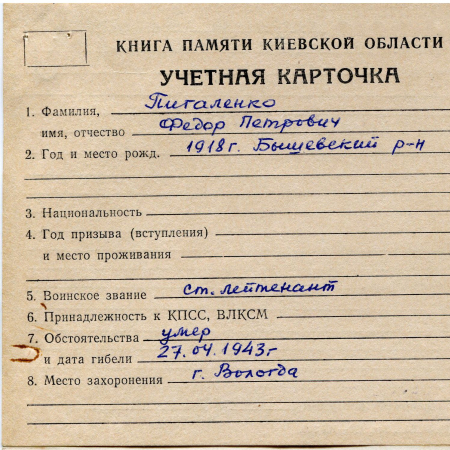 КНИГА ПАМЯТИ КИЕВСКОЙ ОБЛАСТИ
УЧЕТНАЯ КАРТОЧКА
1. Фамилия, Пигаленко
имя, отчество Федор Петрович
2. Год и место рожд. 1918г. Бышевский р-н
3. Национальность
4. Год призыва (вступления)
и место проживания
5. Воинское звание ст. лейтенант
6. Принадлежность к КПСС, ВЛКСМ
7. Обстоятельства умер
и дата гибели 27.04.1943г
8. Место захоронения г. Вологда